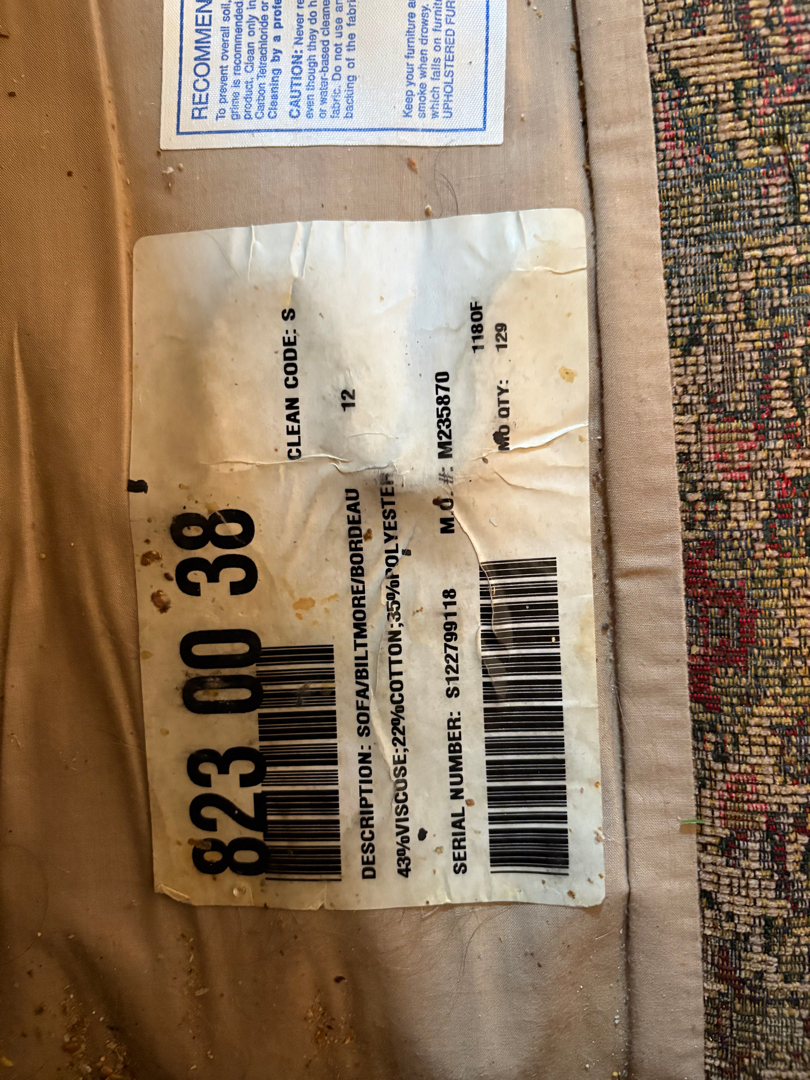 RECOMMEN
To prevent overall soil,
grime is recommended
product. Clean only in
Carbon Tetrachloride or
Cleaning by a profe
CAUTION: Never re
even though they do h
or water-based cleane
fabric. Do not use an
backing of the fabri
Keep your furniture a
smoke when drowsy.
which falls on furnit
UPHOLSTERED FUR
823 00 38
CLEAN CODE: S
DESCRIPTION: SOFA/BILTMORE/BORDEAU 12
43%VISCOSE;22%COTTON;35%POLYESTER
SERIAL NUMBER: S122799118 M.O. #: M235870
1180F
MO QTY: 129